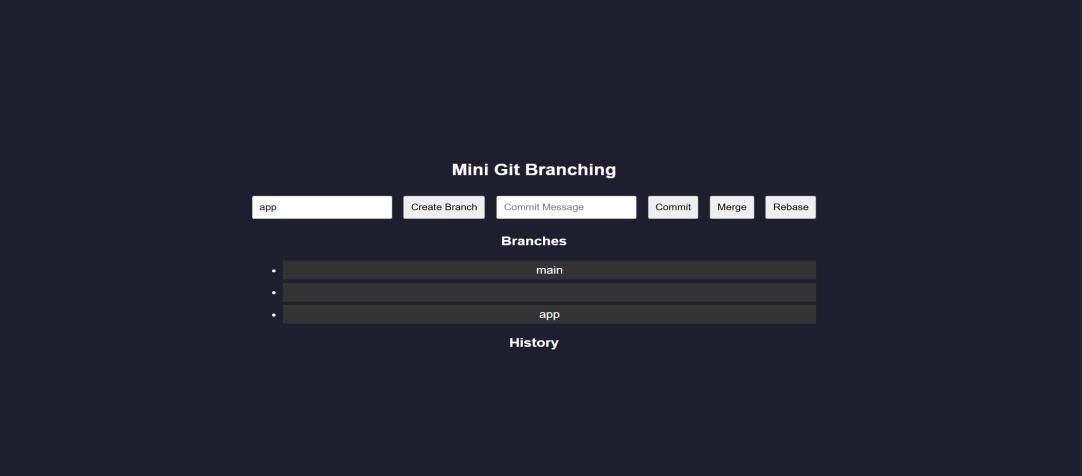 Mini Git Branching
app Create Branch Commit Message Commit Merge Rebase
Branches
main
app
History